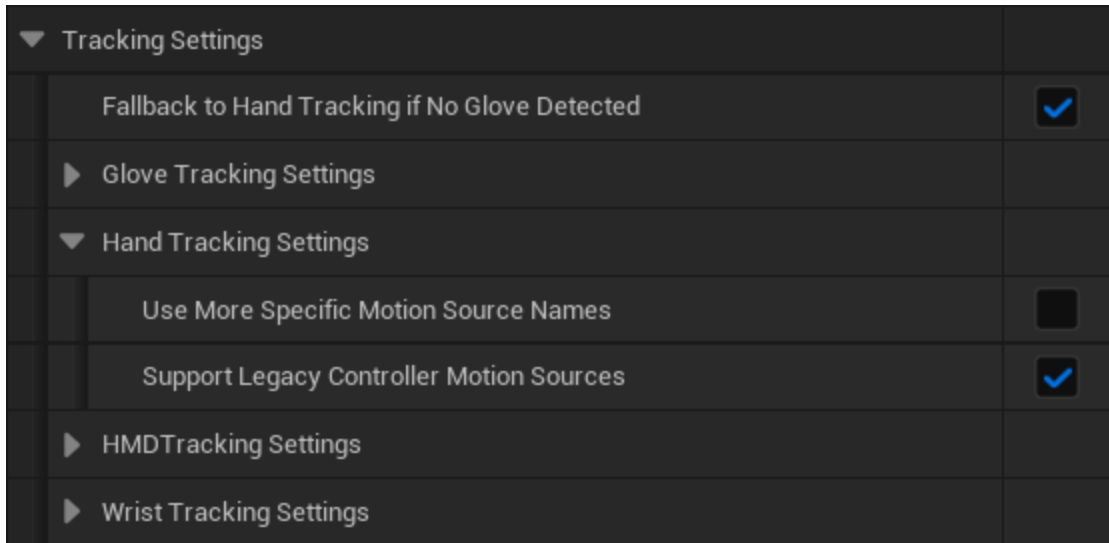 Tracking Settings
Fallback to Hand Tracking if No Glove Detected
Glove Tracking Settings
Hand Tracking Settings
Use More Specific Motion Source Names
Support Legacy Controller Motion Sources
HMDTracking Settings
Wrist Tracking Settings